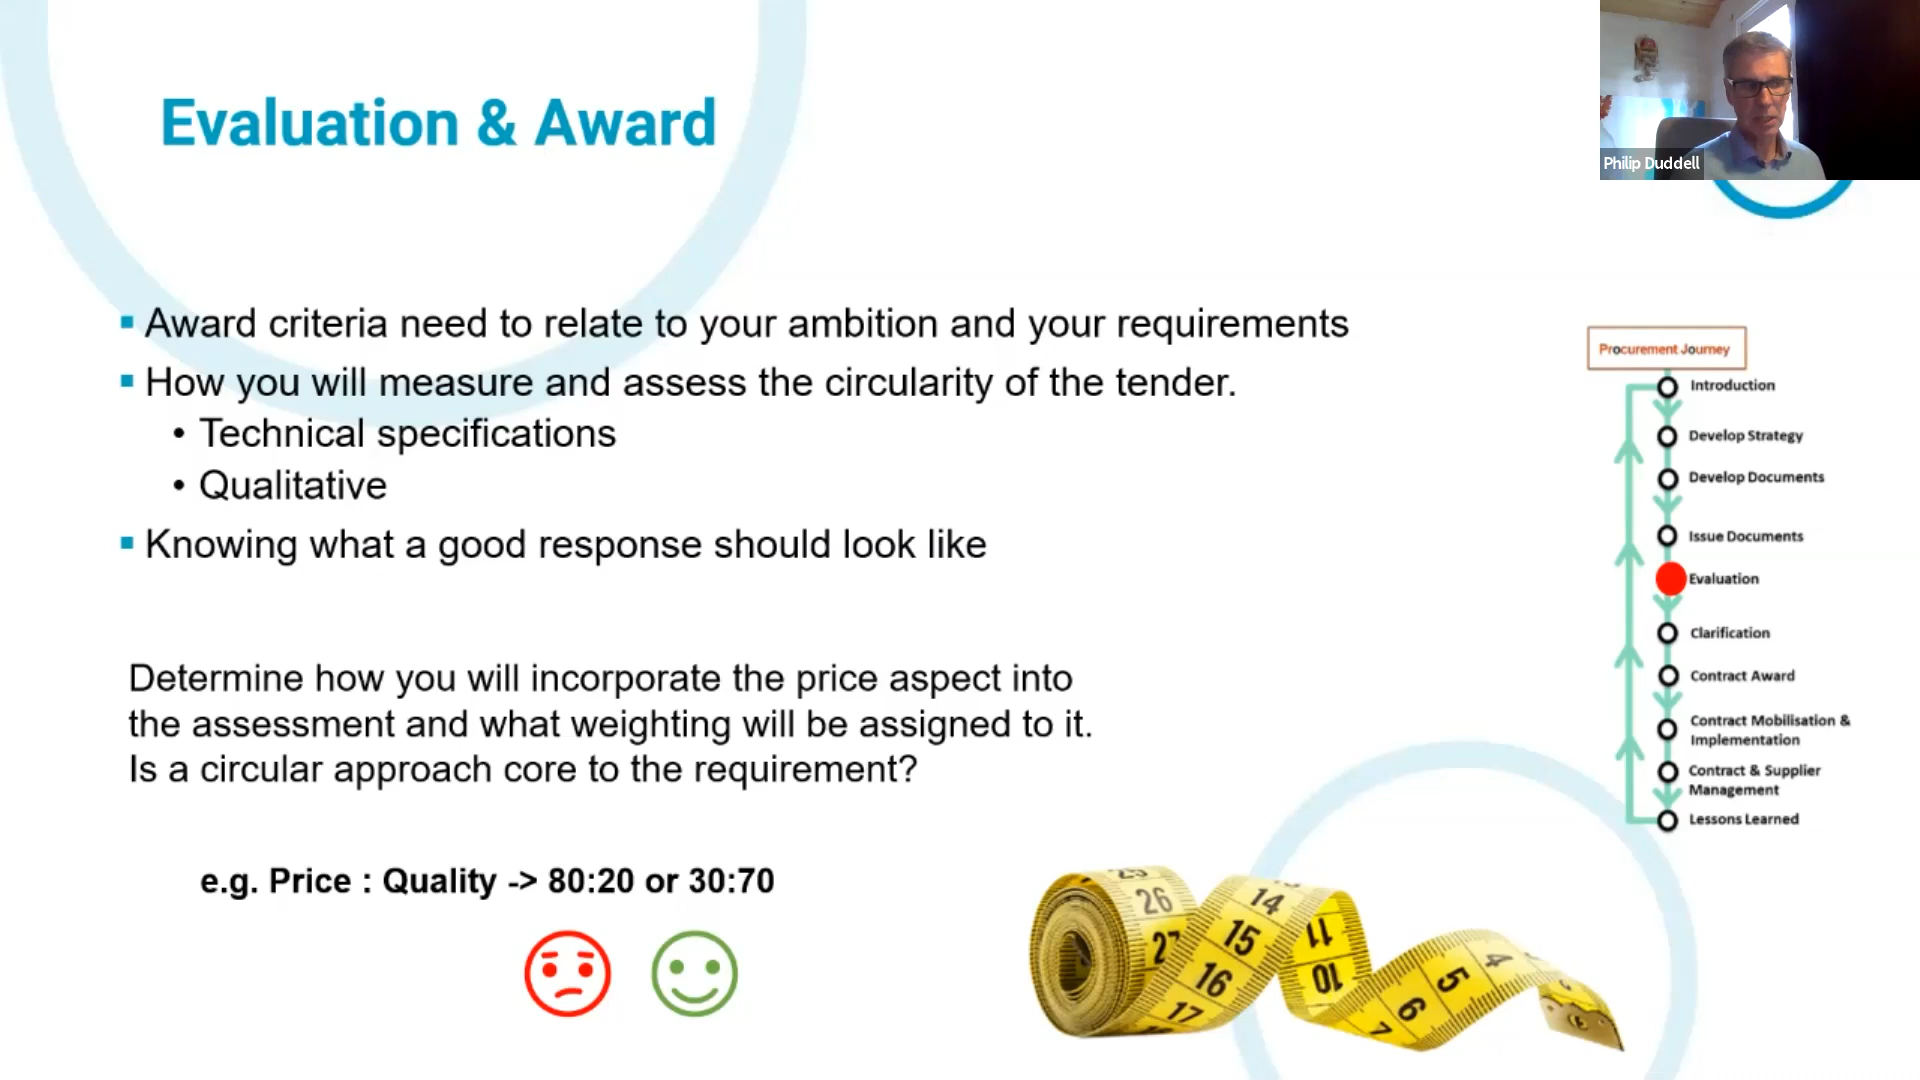 Evaluation & Award
Philip Duddell
▪ Award criteria need to relate to your ambition and your requirements
▪ How you will measure and assess the circularity of the tender.
• Technical specifications
• Qualitative
▪ Knowing what a good response should look like
Determine how you will incorporate the price aspect into
the assessment and what weighting will be assigned to it.
Is a circular approach core to the requirement?
e.g. Price : Quality -> 80:20 or 30:70
Procurement Journey
Introduction
Develop Strategy
Develop Documents
Issue Documents
Evaluation
Clarification
Contract Award
Contract Mobilisation &
Implementation
Contract & Supplier
Management
Lessons Learned
26
27
14
15
16
17
11
10
4
5
6
7